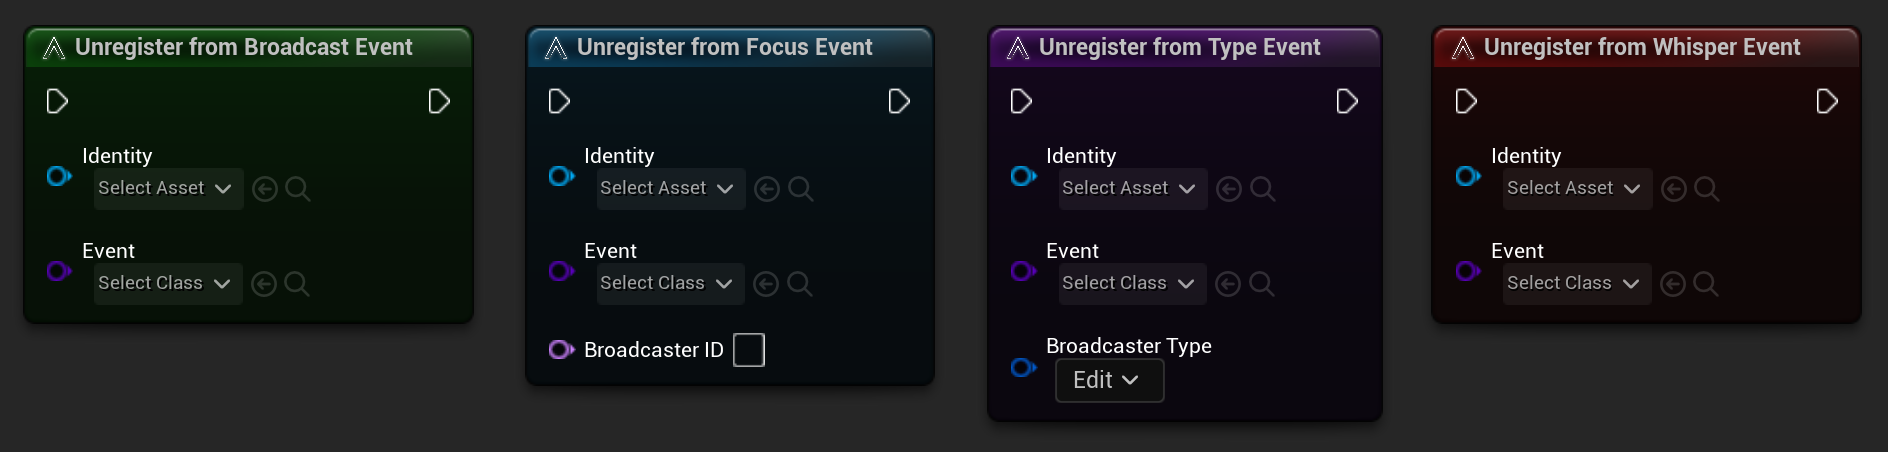 Unregister from Broadcast Event
Identity
Select Asset
Event
Select Class
Unregister from Focus Event
Identity
Select Asset
Event
Select Class
Broadcaster ID
Unregister from Type Event
Identity
Select Asset
Event
Select Class
Broadcaster Type
Edit
Unregister from Whisper Event
Identity
Select Asset
Event
Select Class